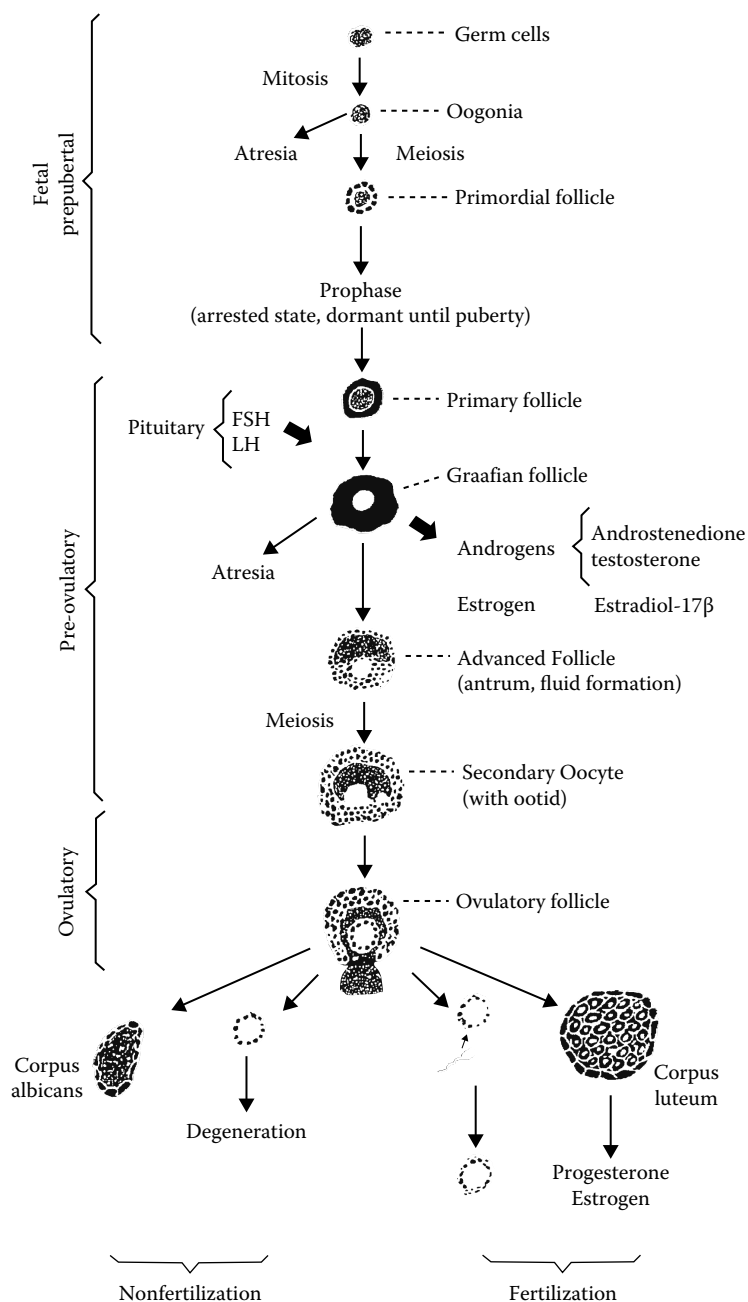 Germ cells
Mitosis
Oogonia
Atresia
Meiosis
Primordial follicle
Fetal
prepubertal
Prophase
(arrested state, dormant until puberty)
Primary follicle
Pituitary
FSH
LH
Graafian follicle
Androgens
Androstenedione
testosterone
Atresia
Estrogen
Estradiol-17β
Pre-ovulatory
Advanced Follicle
(antrum, fluid formation)
Meiosis
Secondary Oocyte
(with ootid)
Ovulatory
Ovulatory follicle
Corpus
albicans
Degeneration
Corpus
luteum
Progesterone
Estrogen
Nonfertilization
Fertilization